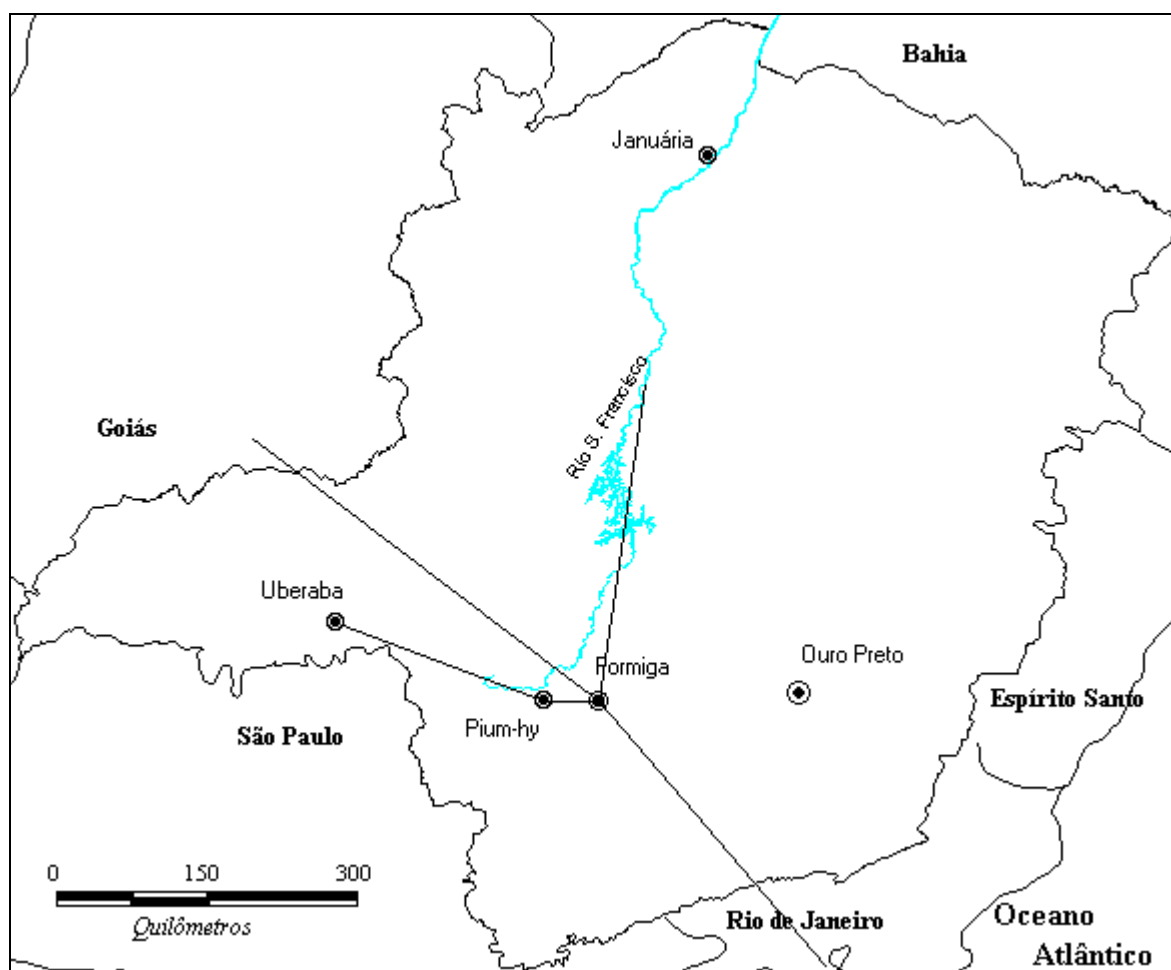 Bahia
Januária
Rio S. Francisco
Goiás
Uberaba
Formiga
Ouro Preto
Pium-hy
Espírito Santo
São Paulo
0 150 300
Quilômetros
Rio de Janeiro
Oceano
Atlântico